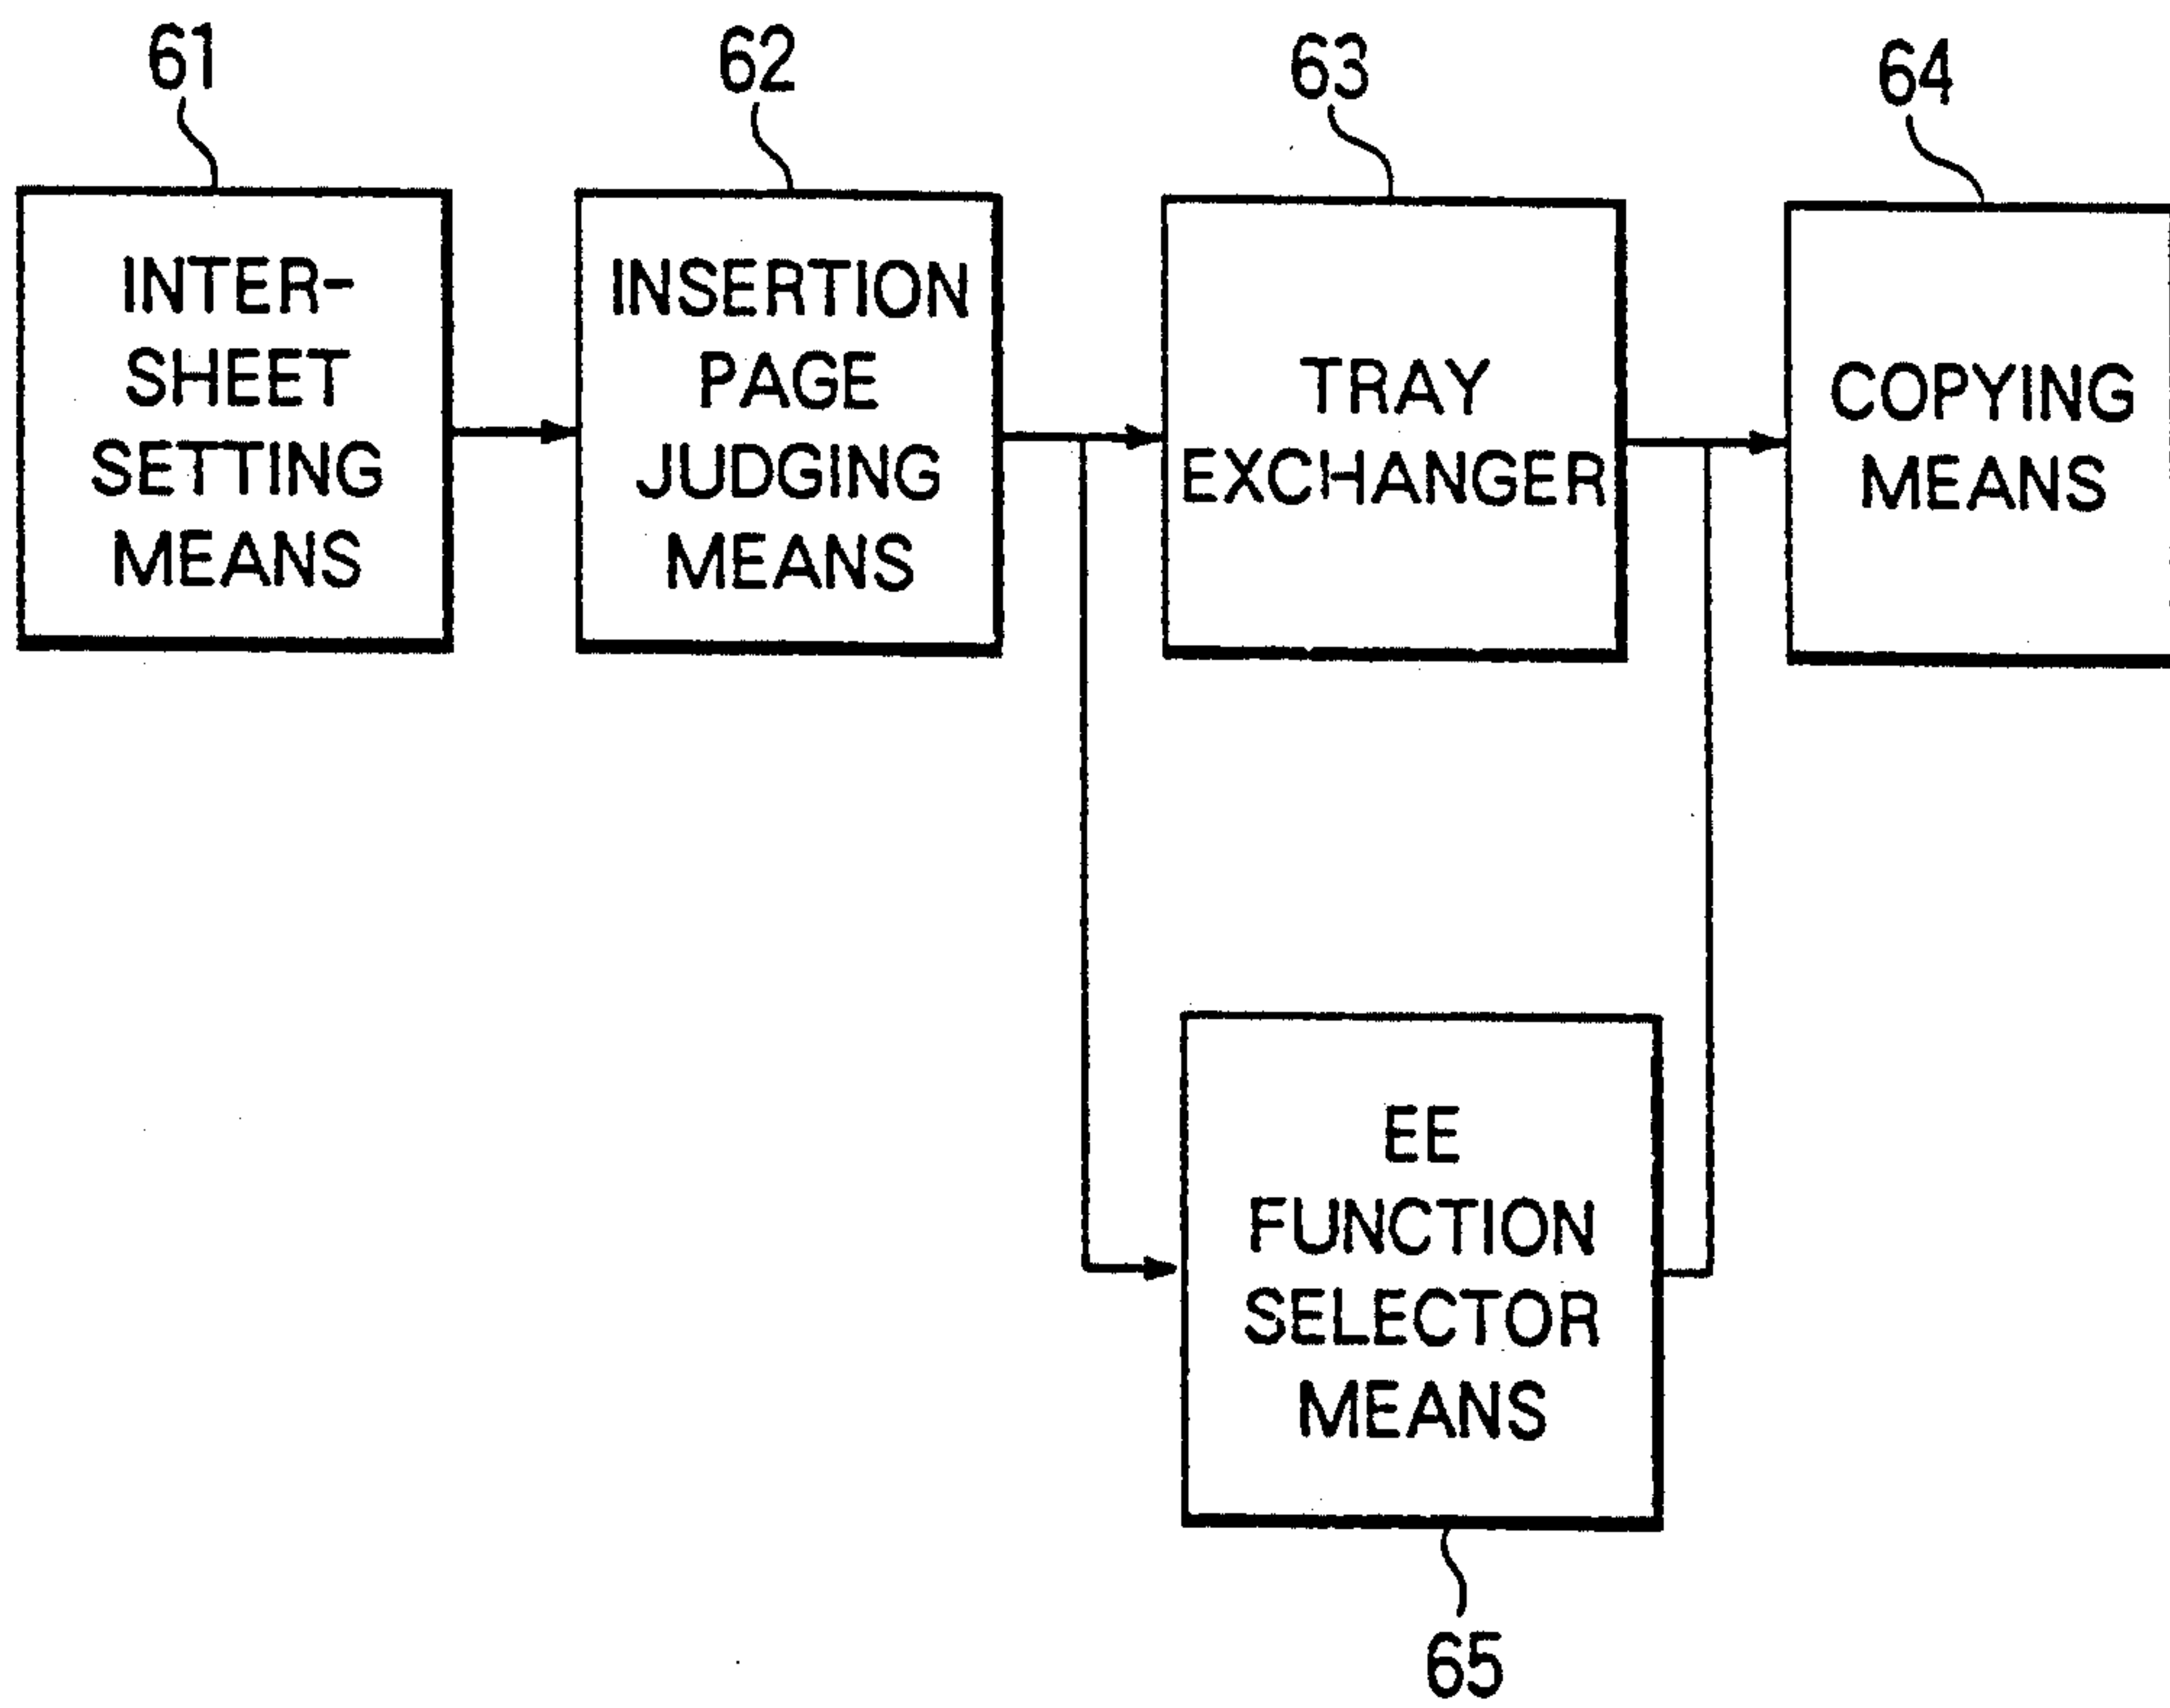 61
62
63
64
INTER-
SHEET
SETTING
MEANS
INSERTION
PAGE
JUDGING
MEANS
TRAY
EXCHANGER
COPYING
MEANS
EE
FUNCTION
SELECTOR
MEANS
65